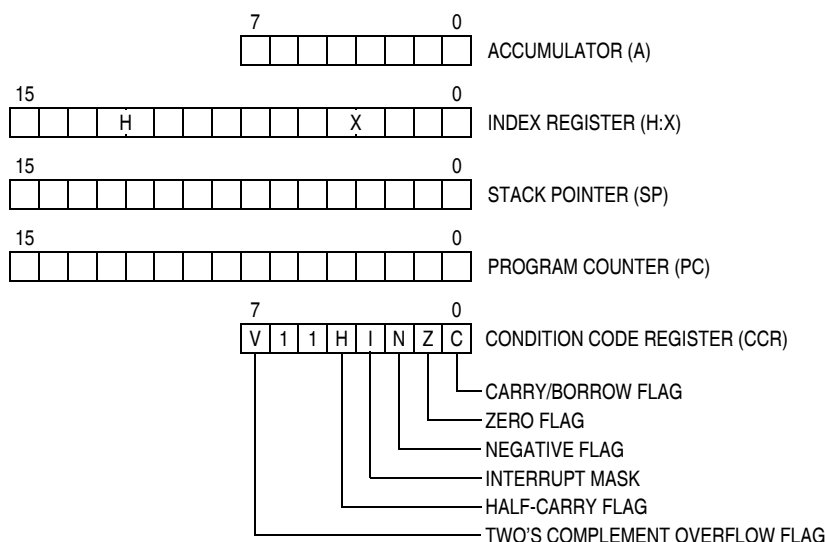 7 0
ACCUMULATOR (A)
15 0
H X INDEX REGISTER (H:X)
15 0
STACK POINTER (SP)
15 0
PROGRAM COUNTER (PC)
7 0
V 1 1 H I N Z C CONDITION CODE REGISTER (CCR)
CARRY/BORROW FLAG
ZERO FLAG
NEGATIVE FLAG
INTERRUPT MASK
HALF-CARRY FLAG
TWO'S COMPLEMENT OVERFLOW FLAG